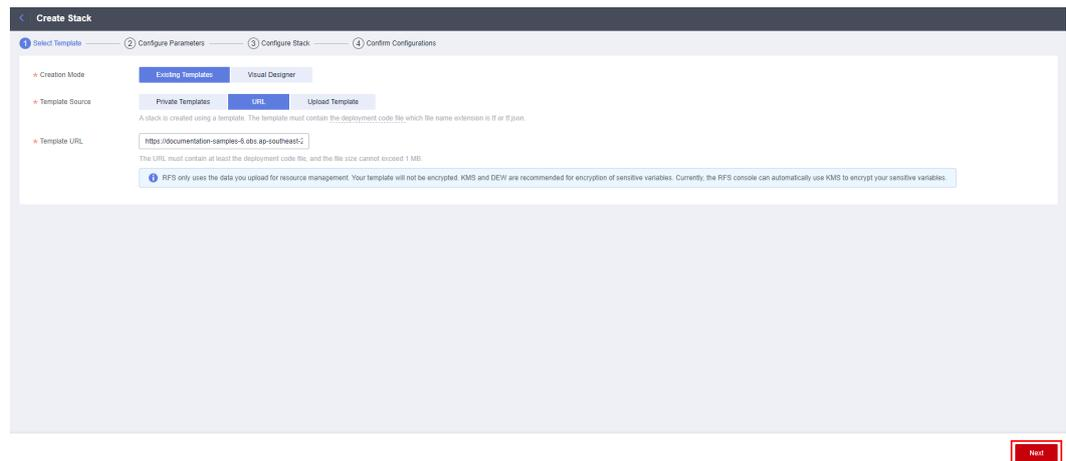 < Create Stack
1 Select Template 2 Configure Parameters 3 Configure Stack 4 Confirm Configurations
* Creation Mode Existing Templates Visual Designer
* Template Source Private Templates URL Upload Template
A stack is created using a template. The template must contain the deployment code file which file name extension is tf or tf.json.
* Template URL https://documentation-samples-6.obs.ap-southeast-2
The URL must contain at least the deployment code file, and the file size cannot exceed 1 MB
RFS only uses the data you upload for resource management. Your template will not be encrypted. KMS and DEW are recommended for encryption of sensitive variables. Currently, the RFS console can automatically use KMS to encrypt your sensitive variables.
Next